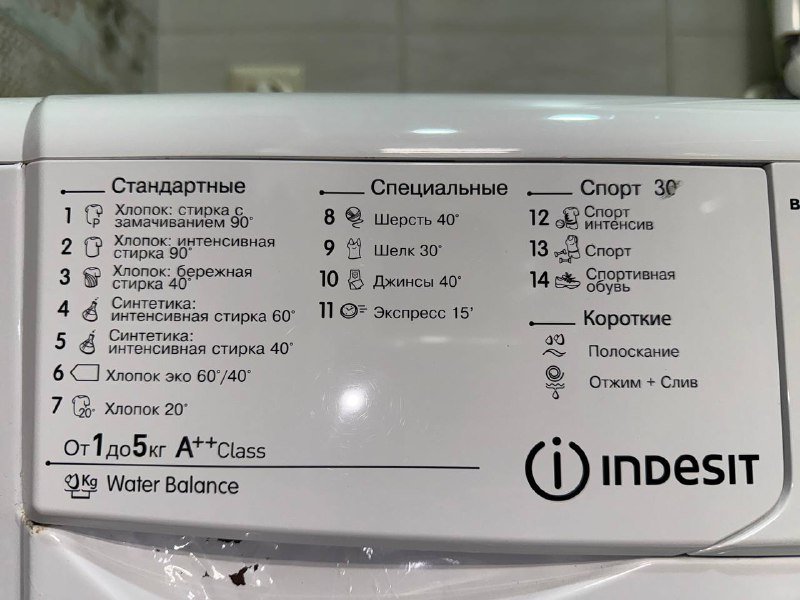 Стандартные
1 Хлопок: стирка с
замачиванием 90°
2 Хлопок: интенсивная
стирка 90°
3 Хлопок: бережная
стирка 40°
4 Синтетика:
интенсивная стирка 60°
5 Синтетика:
интенсивная стирка 40°
6 Хлопок эко 60°/40°
7 20° Хлопок 20°
От 1 до 5 кг A++ Class
Kg Water Balance
Специальные
8 Шерсть 40°
9 Шелк 30°
10 Джинсы 40°
11 Экспресс 15'
Спорт 30°
12 Спорт
интенсив
13 Спорт
14 Спортивная
обувь
Короткие
Полоскание
Отжим + Слив
indesit